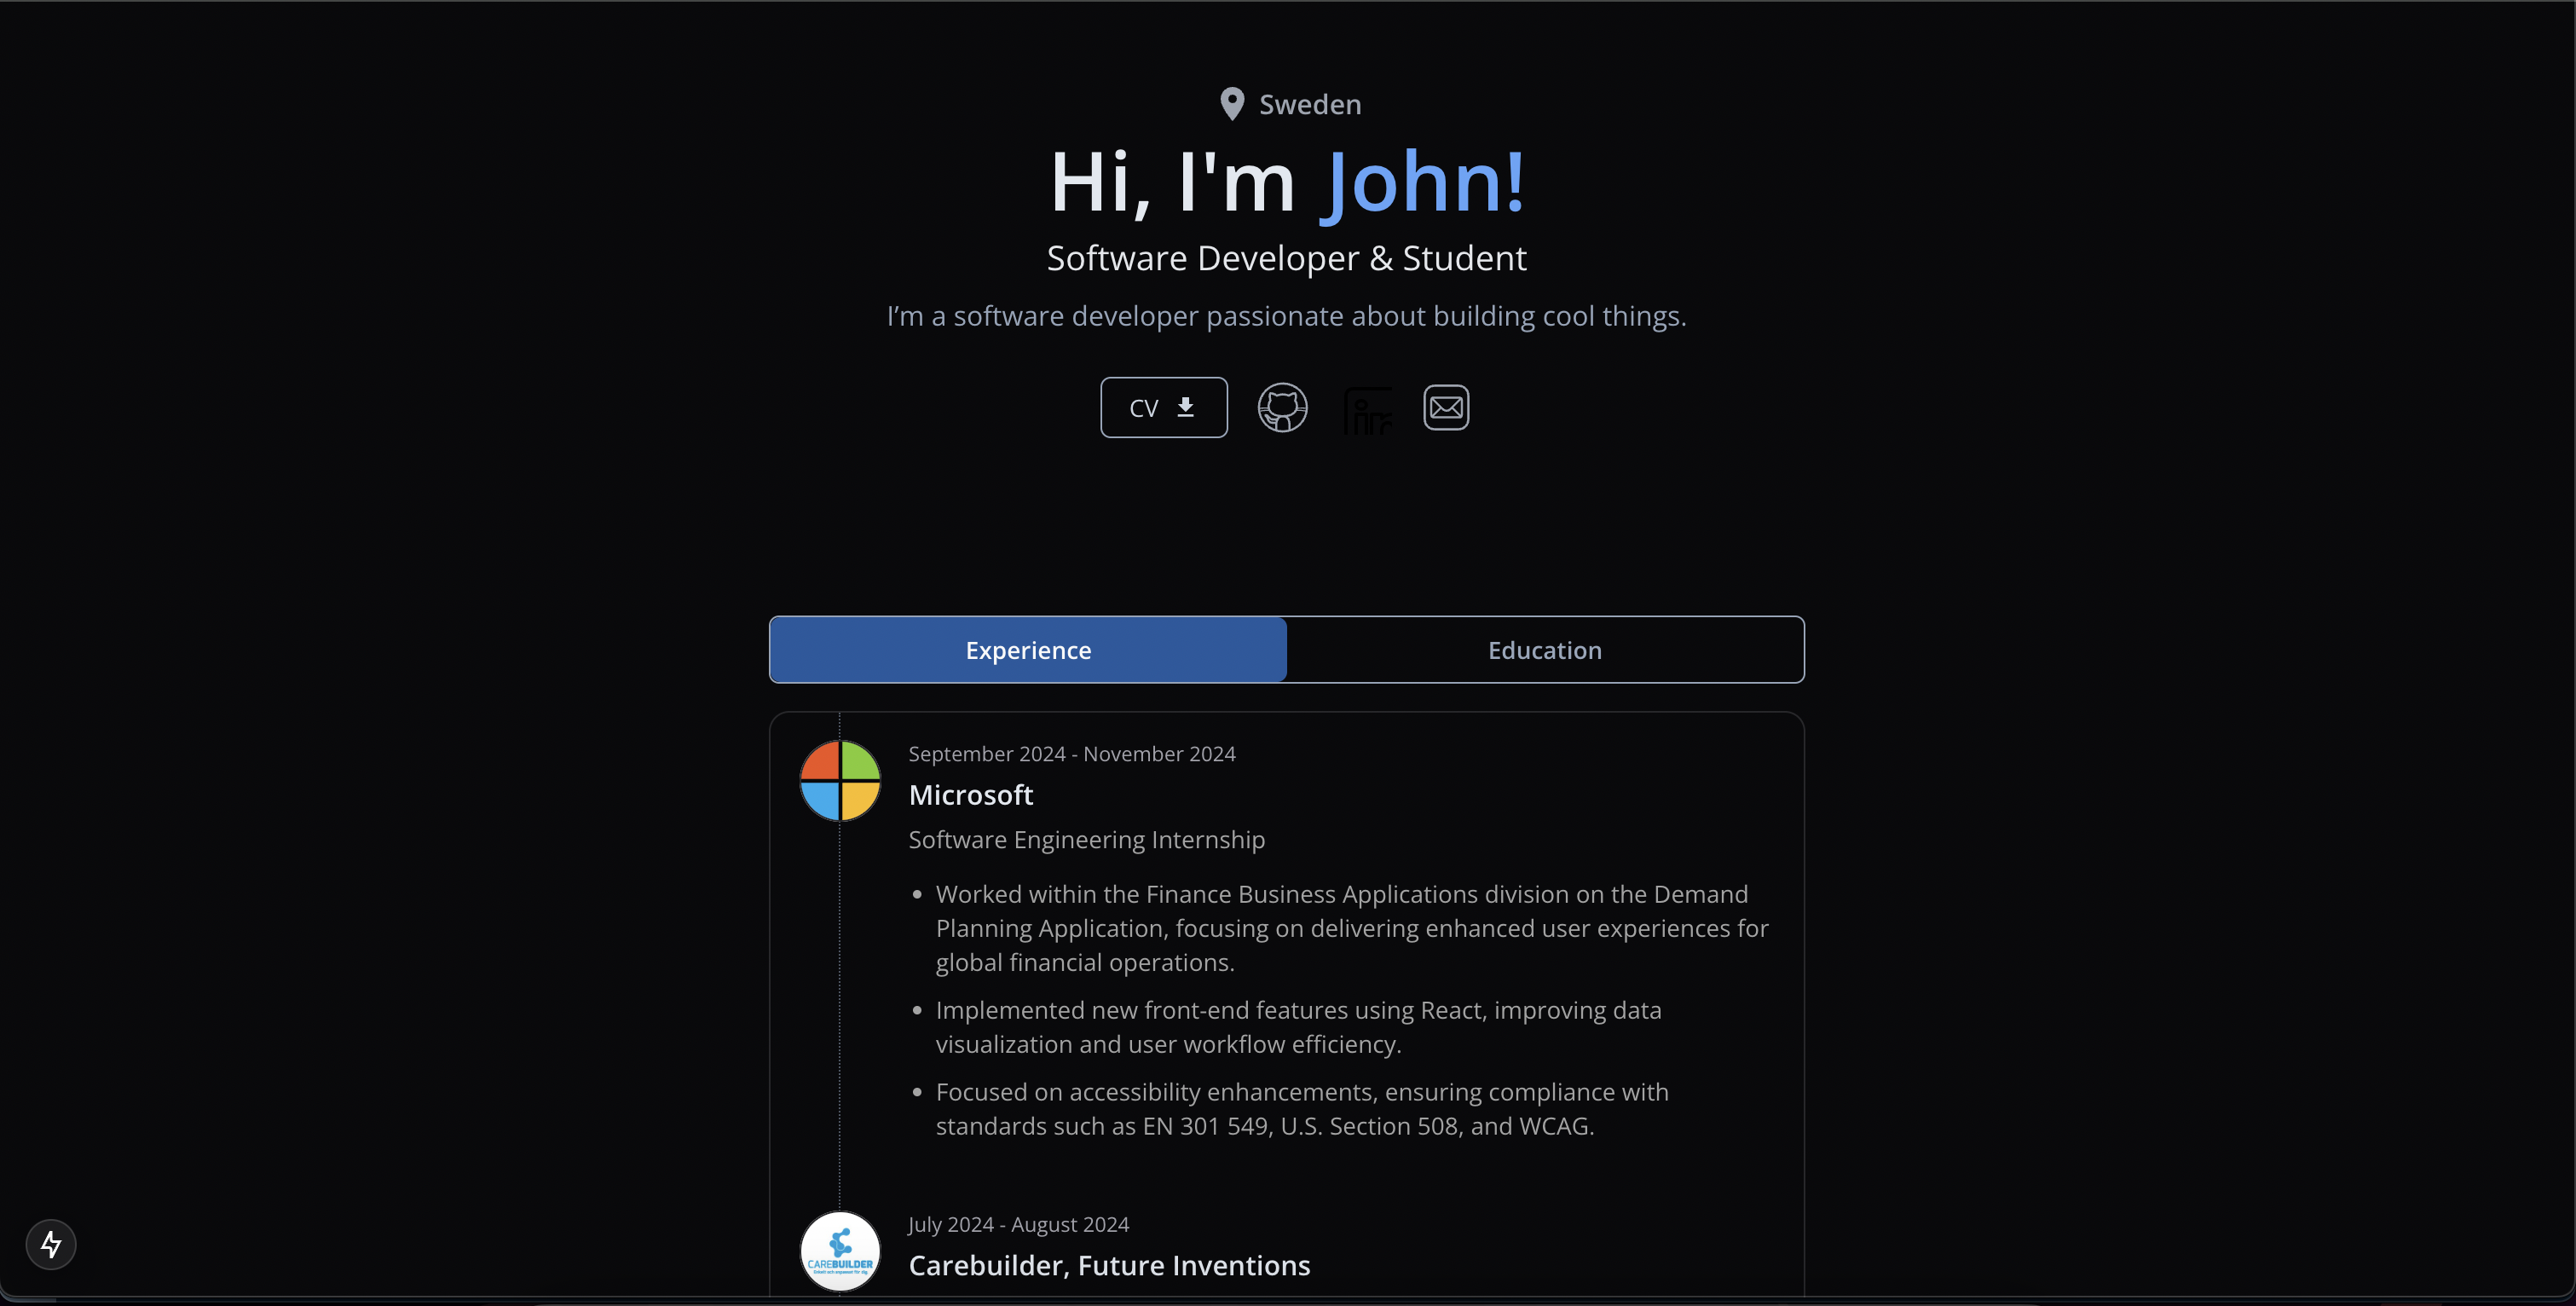 Sweden
Hi, I'm John!
Software Developer & Student
I’m a software developer passionate about building cool things.
CV
in
Experience
Education
September 2024 - November 2024
Microsoft
Software Engineering Internship
Worked within the Finance Business Applications division on the Demand
Planning Application, focusing on delivering enhanced user experiences for
global financial operations.
Implemented new front-end features using React, improving data
visualization and user workflow efficiency.
Focused on accessibility enhancements, ensuring compliance with
standards such as EN 301 549, U.S. Section 508, and WCAG.
July 2024 - August 2024
CAREBUILDER
Carebuilder, Future Inventions